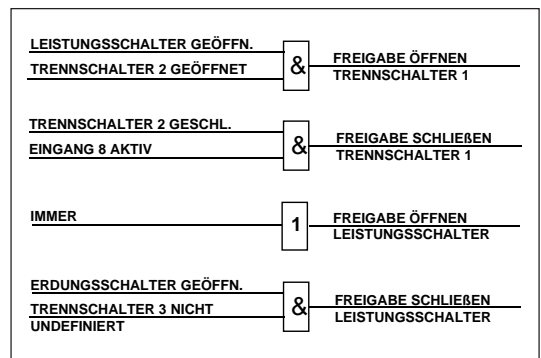 LEISTUNGSSCHALTER GEÖFFN.
TRENNSCHALTER 2 GEÖFFNET
&
FREIGABE ÖFFNEN
TRENNSCHALTER 1
TRENNSCHALTER 2 GESCHL.
EINGANG 8 AKTIV
&
FREIGABE SCHLIEßEN
TRENNSCHALTER 1
IMMER
1
FREIGABE ÖFFNEN
LEISTUNGSSCHALTER
ERDUNGSSCHALTER GEÖFFN.
TRENNSCHALTER 3 NICHT
UNDEFINIERT
&
FREIGABE SCHLIEßEN
LEISTUNGSSCHALTER